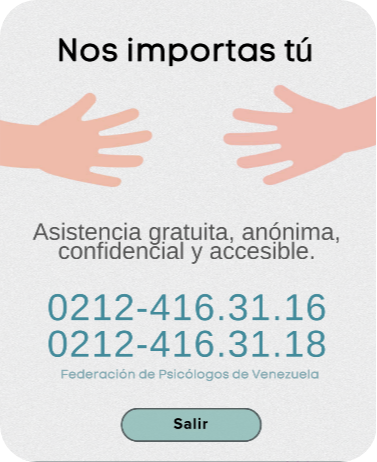 Nos importas tú
Asistencia gratuita, anónima,
confidencial y accesible.
0212-416.31.16
0212-416.31.18
Federación de Psicólogos de Venezuela
Salir